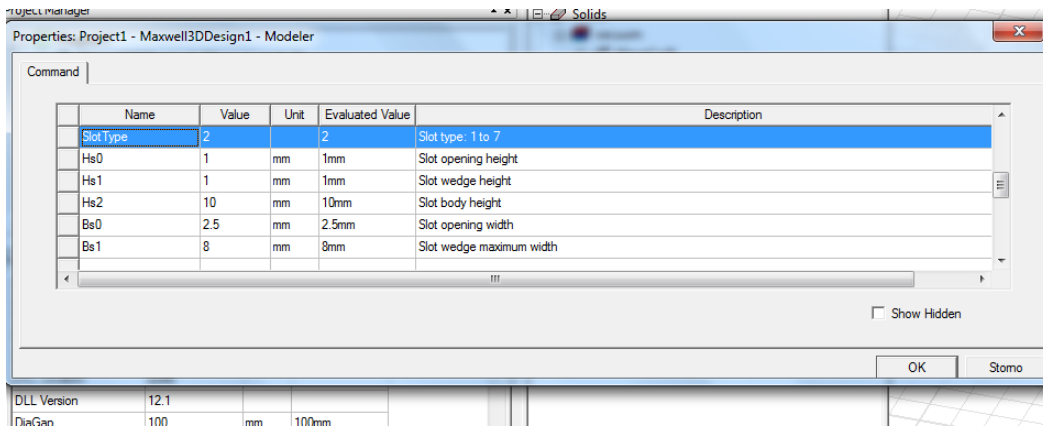 Project Manager
Solids
Properties: Project1 - Maxwell3DDesign1 - Modeler
Command
Name Value Unit Evaluated Value Description
SlotType 2 2 Slot type: 1 to 7
Hs0 1 mm 1mm Slot opening height
Hs1 1 mm 1mm Slot wedge height
Hs2 10 mm 10mm Slot body height
Bs0 2.5 mm 2.5mm Slot opening width
Bs1 8 mm 8mm Slot wedge maximum width
Show Hidden
OK Storno
DLL Version 12.1
DiaGap 100 mm 100mm